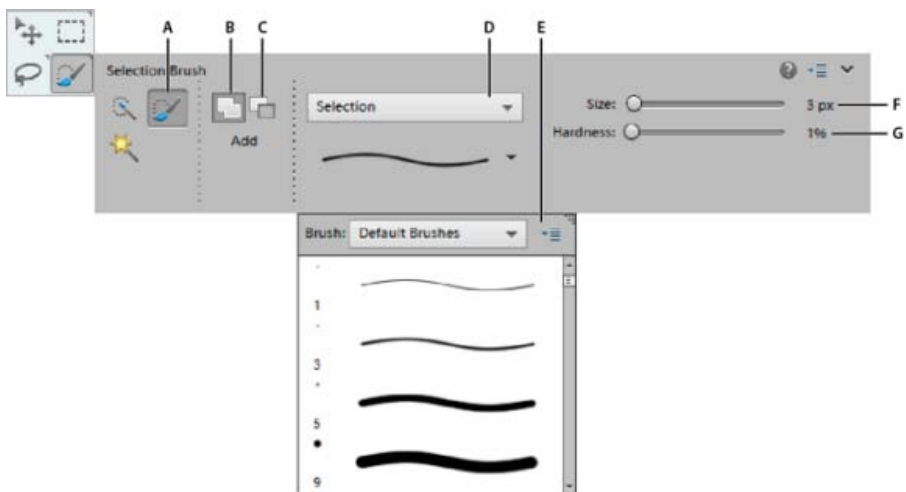 A B C D E
Selection Brush
Selection
Size: 3 px F
Hardness: 1% G
Add
Brush: Default Brushes
1
3
5
9